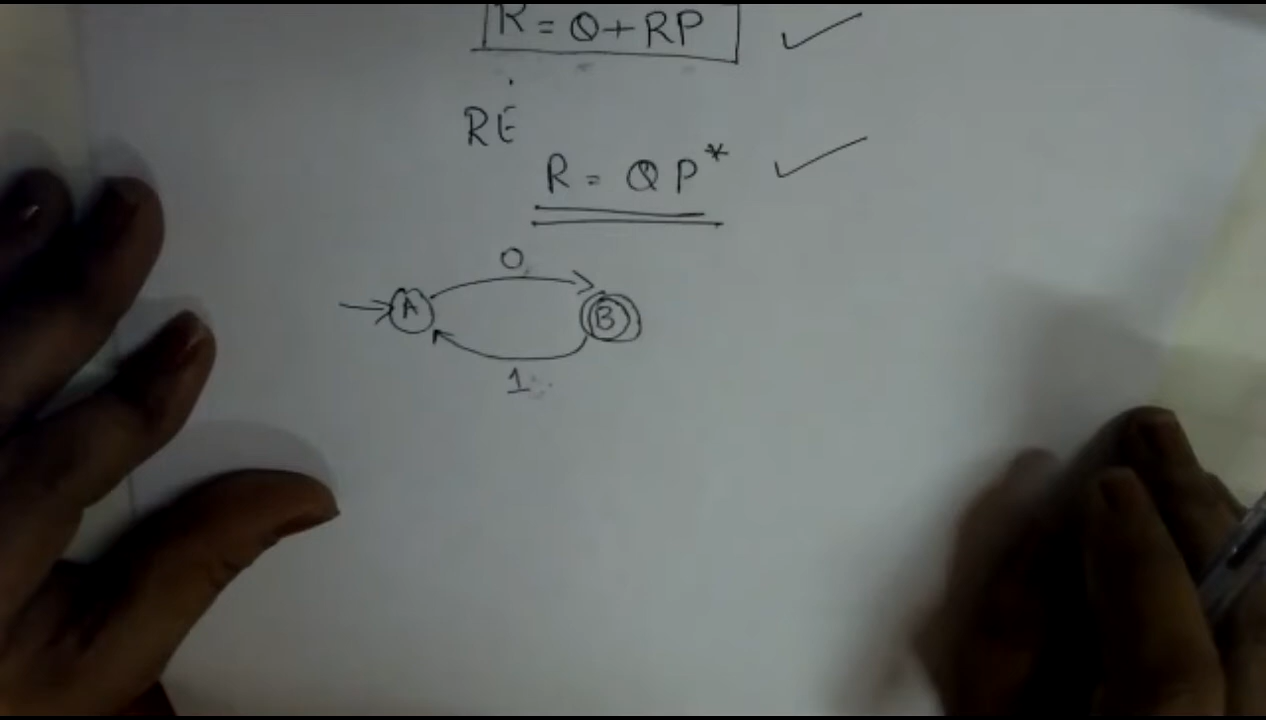 R = Q + RP
RE
R = QP*
0
A
B
1